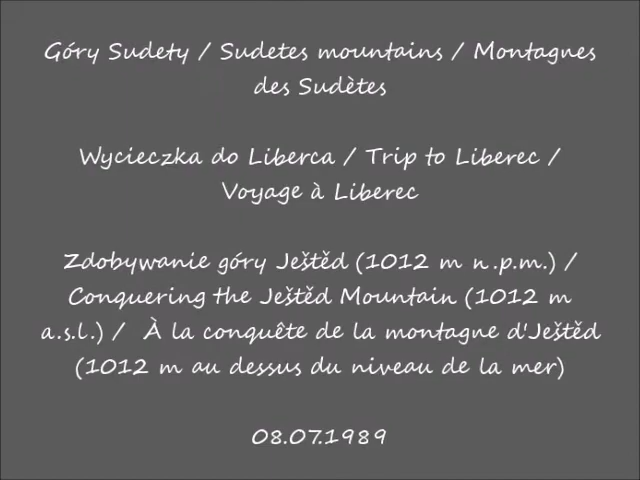 Góry Sudety / Sudetes mountains / Montagnes
des Sudètes
Wycieczka do Liberca / Trip to Liberec /
Voyage à Liberec
Zdobywanie góry Ještěd (1012 m n.p.m.) /
Conquering the Ještěd Mountain (1012 m
a.s.l.) / À la conquête de la montagne d'Ještěd
(1012 m au dessus du niveau de la mer)
08.07.1989